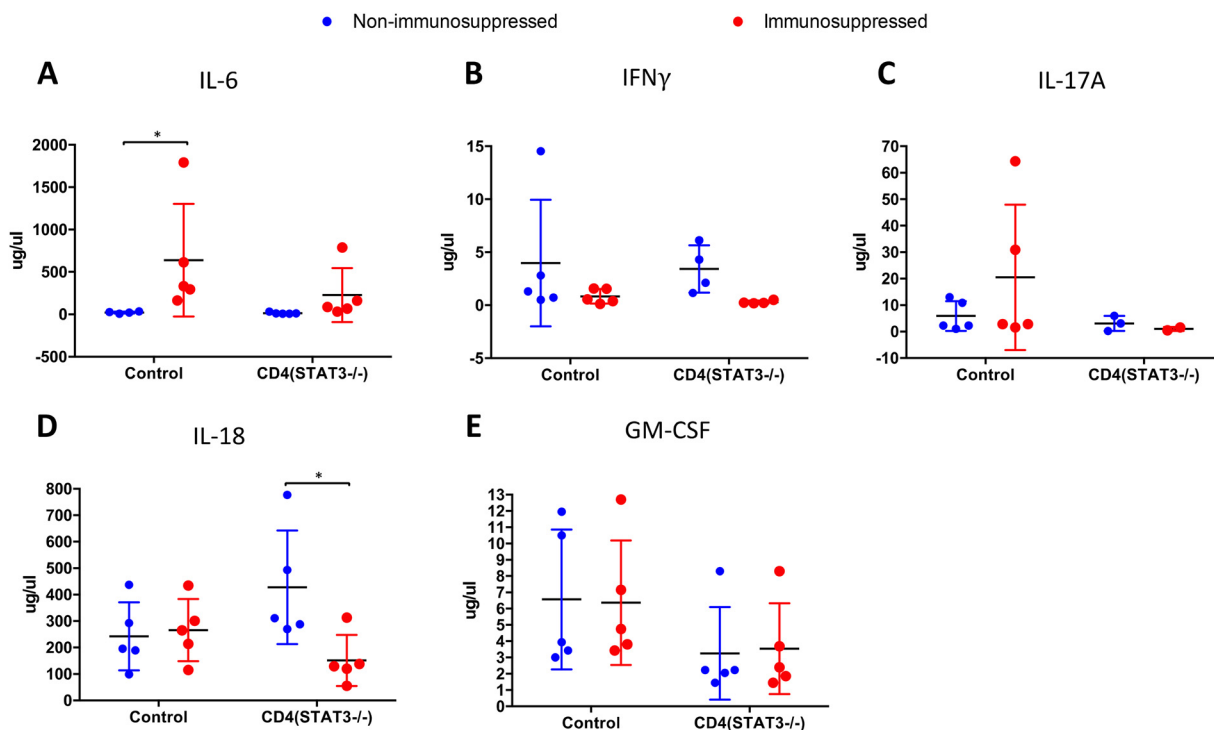 Non-immunosuppressed Immunosuppressed
A IL-6
B IFNγ
C IL-17A
*
2000
1500
1000
500
0
-500
ug/ul
Control CD4(STAT3-/-)
15
10
5
0
-5
ug/ul
Control CD4(STAT3-/-)
70
60
50
40
30
20
10
0
-10
ug/ul
Control CD4(STAT3-/-)
D IL-18
E GM-CSF
*
800
700
600
500
400
300
200
100
0
ug/ul
Control CD4(STAT3-/-)
13
12
11
10
9
8
7
6
5
4
3
2
1
0
ug/ul
Control CD4(STAT3-/-)